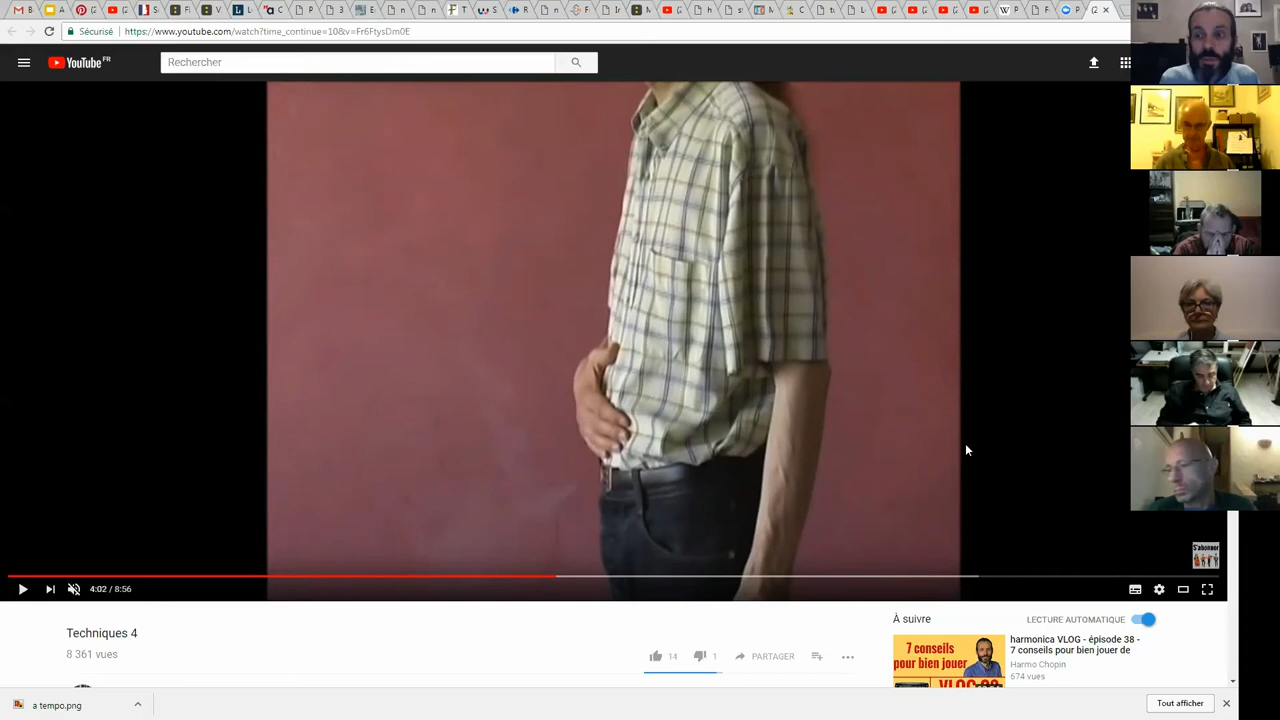 Sécurisé
https://www.youtube.com/watch?time_continue=10&v=Fr6FtysDm0E
YouTube FR
Rechercher
S'abonner
4:02 / 8:56
Techniques 4
8 361 vues
14
1
PARTAGER
À suivre
LECTURE AUTOMATIQUE
7 conseils
pour bien jouer
harmonica VLOG - épisode 38 -
7 conseils pour bien jouer de
Harmo Chopin
674 vues
a tempo.png
Tout afficher